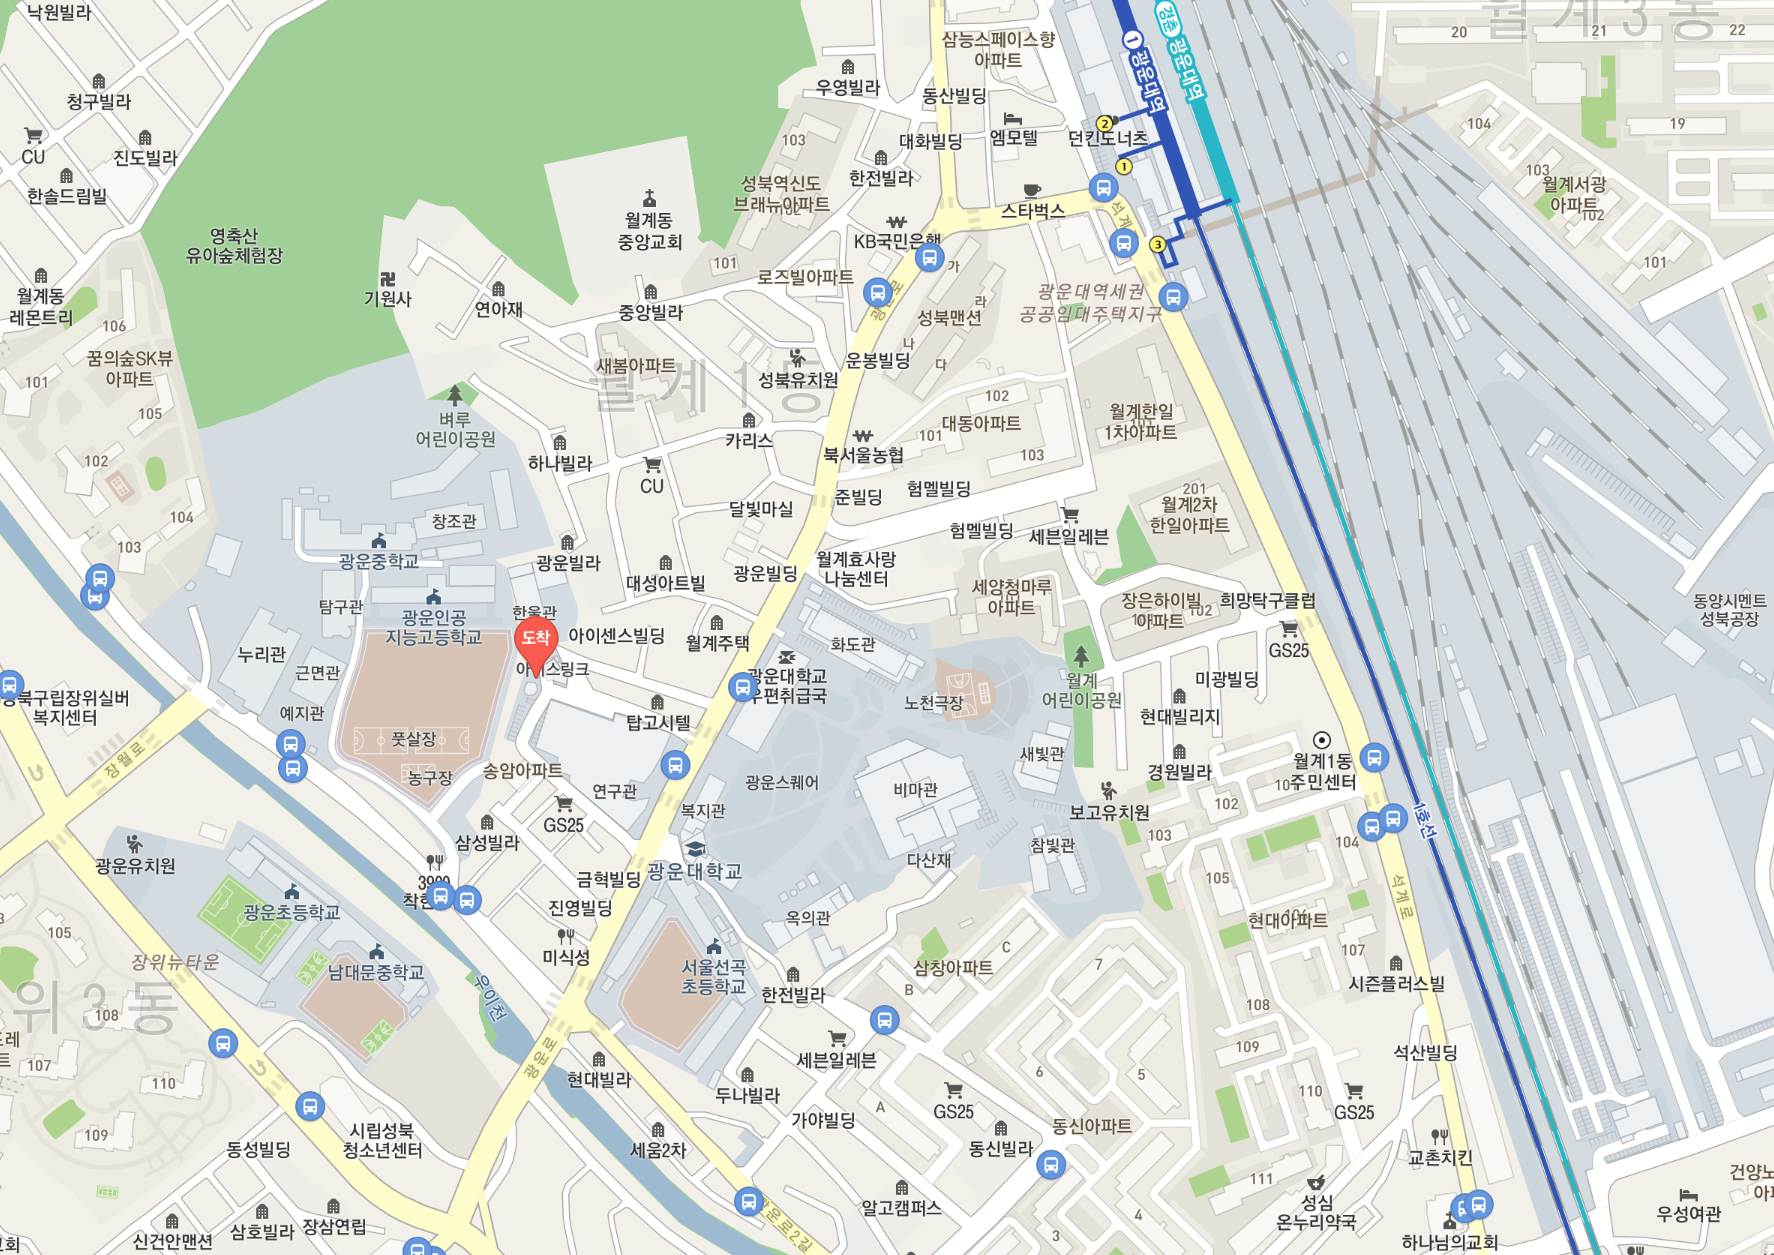 낙원빌라
삼능스페이스향
아파트
월계3동
20
21
22
1
광운대역
경춘
광운대역
청구빌라
우영빌라
동산빌딩
CU
진도빌라
103
대화빌딩
엠모텔
2
던킨도너츠
1
104
19
한솔드림빌
한전빌라
성북역신도
브래뉴아파트
102
103
월계서광
아파트
102
월계동
중앙교회
스타벅스
석계
영축산
유아숲체험장
KB국민은행
3
101
101
월계동
레몬트리
기원사
연아재
중앙빌라
로즈빌아파트
가
라
광운로
성북맨션
나
다
광운대역세권
공공임대주택지구
106
꿈의숲SK뷰
아파트
101
105
새봄아파트
월계1동
성북유치원
운봉빌딩
102
대동아파트
101
103
월계한일
1차아파트
101
벼루
어린이공원
하나빌라
카리스
북서울농협
102
104
103
CU
달빛마실
준빌딩
험멜빌딩
201
월계2차
한일아파트
창조관
험멜빌딩
세븐일레븐
광운중학교
광운빌라
대성아트빌
광운빌딩
월계효사랑
나눔센터
세양청마루
아파트
장은하이빌
아파트
102
희망탁구클럽
동양시멘트
성북공장
탐구관
광운인공
지능고등학교
한울관
도착
아이센스빌딩
월계주택
화도관
GS25
누리관
근면관
아이스링크
광운대학교
우편취급국
노천극장
월계
어린이공원
미광빌딩
성북구립장위실버
복지센터
예지관
탑고시텔
현대빌리지
풋살장
농구장
장월로
송암아파트
연구관
광운스퀘어
비마관
새빛관
경원빌라
월계1동
주민센터
GS25
복지관
보고유치원
102
103
104
1호선
광운유치원
삼성빌라
광운대학교
다산재
참빛관
금혁빌딩
105
석계로
광운초등학교
진영빌딩
옥의관
현대아파트
107
105
장위뉴타운
위3동
남대문중학교
우이천
미식성
서울선곡
초등학교
한전빌라
삼창아파트
C
B
7
시즌플러스빌
108
108
109
110
107
110
109
광운로
현대빌라
세븐일레븐
두나빌라
A
GS25
6
5
석산빌딩
GS25
동성빌딩
시립성북
청소년센터
세움2차
가야빌딩
동신빌라
동신아파트
교촌치킨
111
성심
온누리약국
4
3
건양노
아파
우성여관
신건안맨션
삼호빌라
장삼연립
광운로2길
알고캠퍼스
하나님의교회